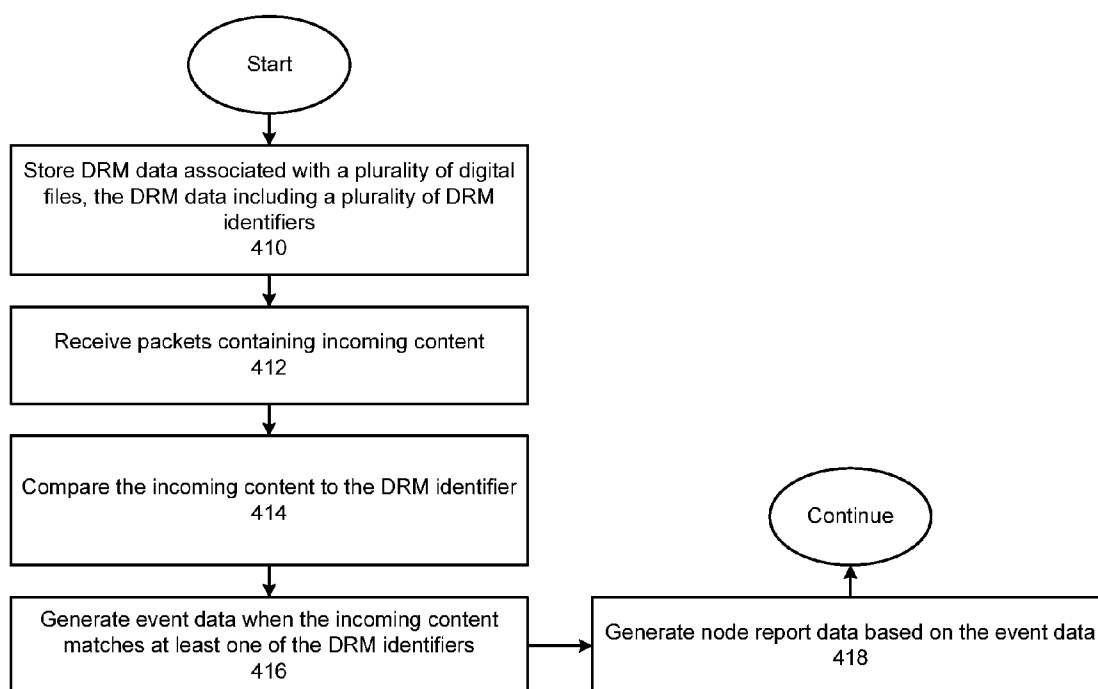 Start
Store DRM data associated with a plurality of digital
files, the DRM data including a plurality of DRM
identifiers
410
Receive packets containing incoming content
412
Compare the incoming content to the DRM identifier
414
Generate event data when the incoming content
matches at least one of the DRM identifiers
416
Generate node report data based on the event data
418
Continue